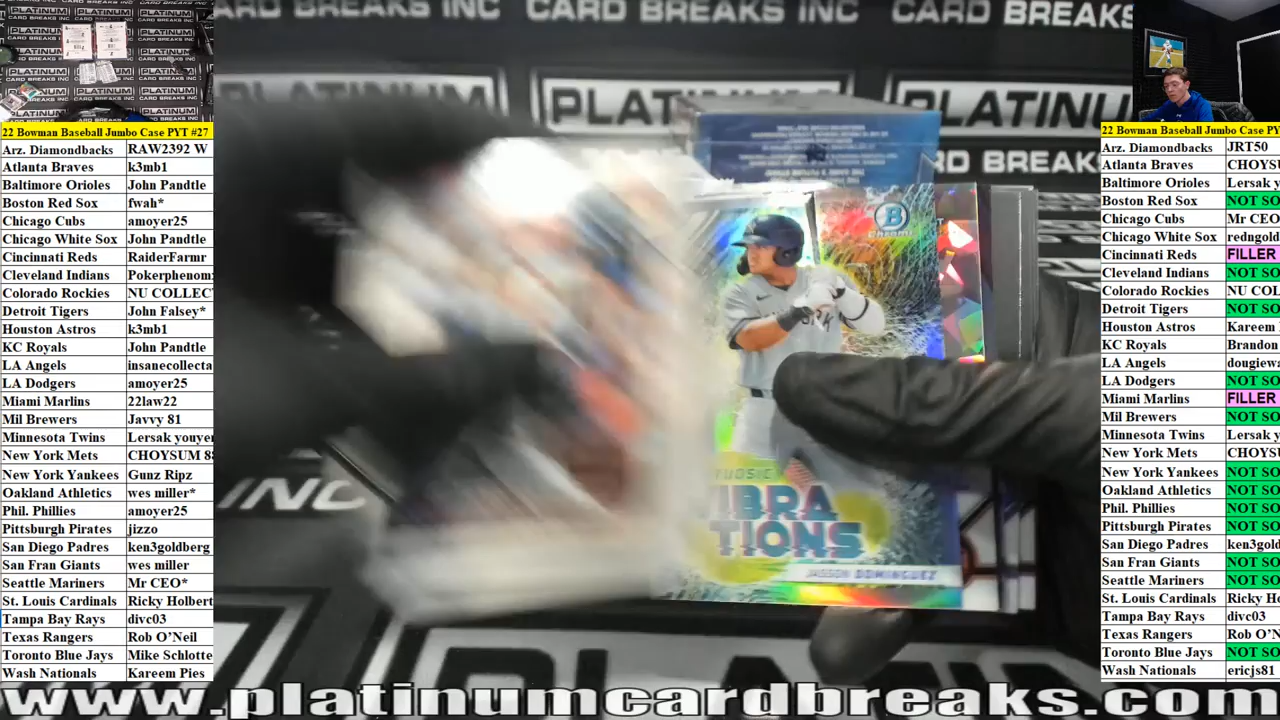 PLATINUM
CARD BREAKS INC
22 Bowman Baseball Jumbo Case PYT #27
Arz. Diamondbacks RAW2392 W
Atlanta Braves k3mb1
Baltimore Orioles John Pandtle
Boston Red Sox fwah*
Chicago Cubs amoyer25
Chicago White Sox John Pandtle
Cincinnati Reds RaiderFarmr
Cleveland Indians Pokerphenom
Colorado Rockies NU COLLEC
Detroit Tigers John Falsey*
Houston Astros k3mb1
KC Royals John Pandtle
LA Angels insanecollecta
LA Dodgers amoyer25
Miami Marlins 22law22
Mil Brewers Javvy 81
Minnesota Twins Lersak youye
New York Mets CHOYSUM 88
New York Yankees Gunz Ripz
Oakland Athletics wes miller*
Phil. Phillies amoyer25
Pittsburgh Pirates jizzo
San Diego Padres ken3goldberg
San Fran Giants wes miller
Seattle Mariners Mr CEO*
St. Louis Cardinals Ricky Holbert
Tampa Bay Rays divc03
Texas Rangers Rob O'Neil
Toronto Blue Jays Mike Schlotte
Wash Nationals Kareem Pies
CARD BREAKS
PLATINUM
PLATINUM
CARD BREAKS
B
Chrome
BRA
TIONS
JASSON DOMINGUEZ
INC
22 Bowman Baseball Jumbo Case PY
Arz. Diamondbacks JRT50
Atlanta Braves CHOYSU
Baltimore Orioles Lersak y
Boston Red Sox NOT SO
Chicago Cubs Mr CEO
Chicago White Sox redngold
Cincinnati Reds FILLER
Cleveland Indians NOT SO
Colorado Rockies NU COL
Detroit Tigers NOT SO
Houston Astros Kareem
KC Royals Brandon
LA Angels dougiewa
LA Dodgers NOT SO
Miami Marlins FILLER
Mil Brewers NOT SO
Minnesota Twins Lersak y
New York Mets CHOYS
New York Yankees NOT SO
Oakland Athletics NOT SO
Phil. Phillies NOT SO
Pittsburgh Pirates NOT SO
San Diego Padres ken3gold
San Fran Giants NOT SO
Seattle Mariners NOT SO
St. Louis Cardinals Ricky Ho
Tampa Bay Rays divc03
Texas Rangers Rob O'N
Toronto Blue Jays NOT SO
Wash Nationals ericjs81
www.platinumcardbreaks.com